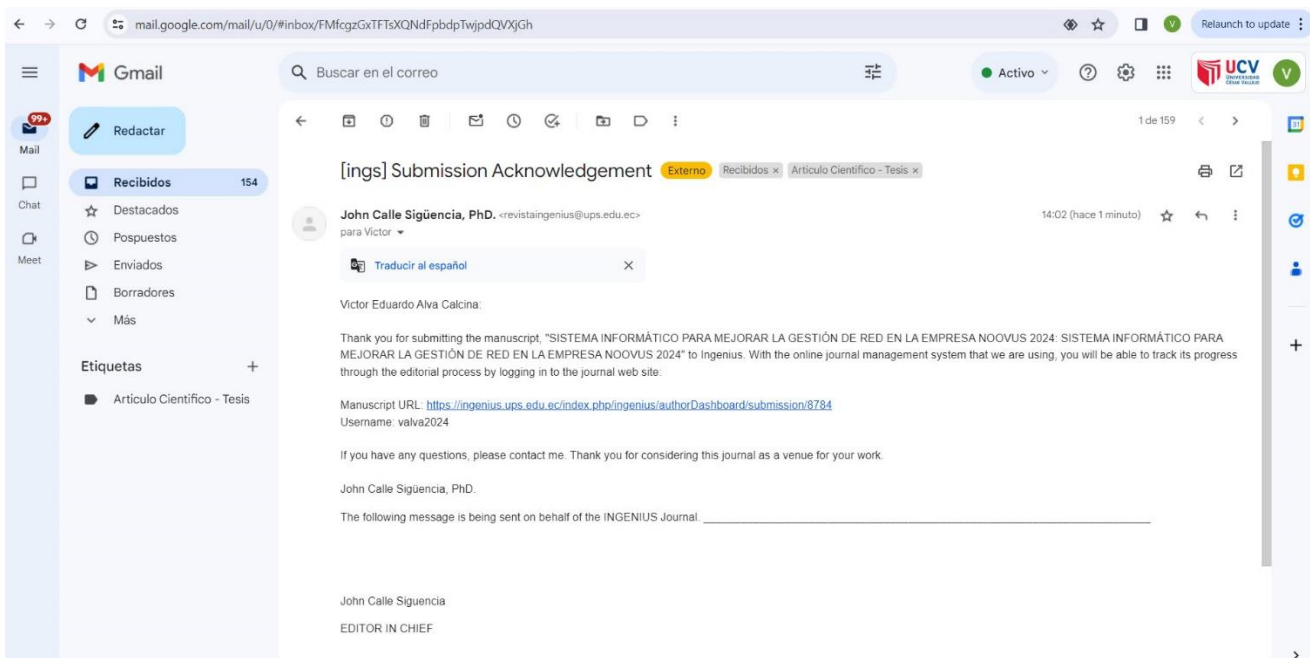 mail.google.com/mail/u/0/#inbox/FMfcgzGxTFTsXQNdFpbdpTwjpdQVXjGh
V
Relaunch to update
Gmail
Buscar en el correo
Activo
UCV
UNIVERSIDAD
CÉSAR VALLEJO
V
99+
Mail
Chat
Meet
Redactar
Recibidos 154
Destacados
Pospuestos
Enviados
Borradores
Más
Etiquetas +
Articulo Cientifico - Tesis
1 de 159
31
[ings] Submission Acknowledgement Externo Recibidos × Articulo Cientifico - Tesis ×
John Calle Sigüencia, PhD. <revistaingenius@ups.edu.ec> 14:02 (hace 1 minuto)
para Victor
Traducir al español ×
Victor Eduardo Alva Calcina:
Thank you for submitting the manuscript, "SISTEMA INFORMÁTICO PARA MEJORAR LA GESTIÓN DE RED EN LA EMPRESA NOOVUS 2024: SISTEMA INFORMÁTICO PARA
MEJORAR LA GESTIÓN DE RED EN LA EMPRESA NOOVUS 2024" to Ingenius. With the online journal management system that we are using, you will be able to track its progress
through the editorial process by logging in to the journal web site:
Manuscript URL: https://ingenius.ups.edu.ec/index.php/ingenius/authorDashboard/submission/8784
Username: valva2024
If you have any questions, please contact me. Thank you for considering this journal as a venue for your work.
John Calle Sigüencia, PhD.
The following message is being sent on behalf of the INGENIUS Journal. ________________
John Calle Siguencia
EDITOR IN CHIEF